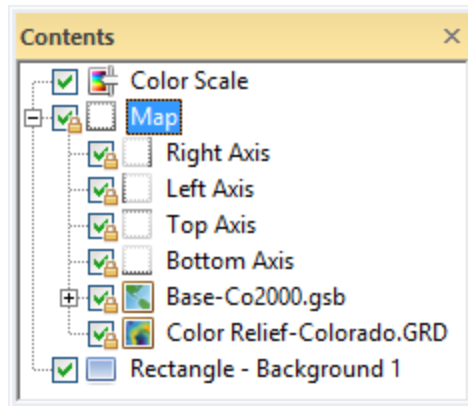 Contents
Color Scale
Map
Right Axis
Left Axis
Top Axis
Bottom Axis
Base-Co2000.gsb
Color Relief-Colorado.GRD
Rectangle - Background 1